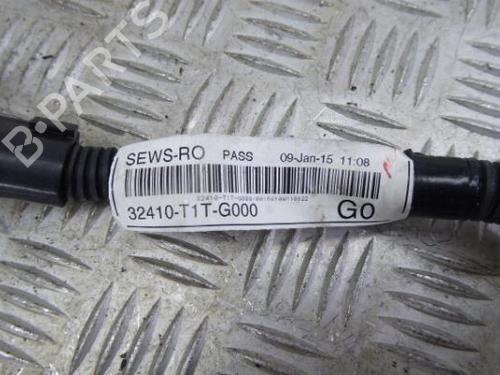 B-PARTS
SEWS-RO PASS 09-Jan-15 11:08
32410-T1T-G000 Go